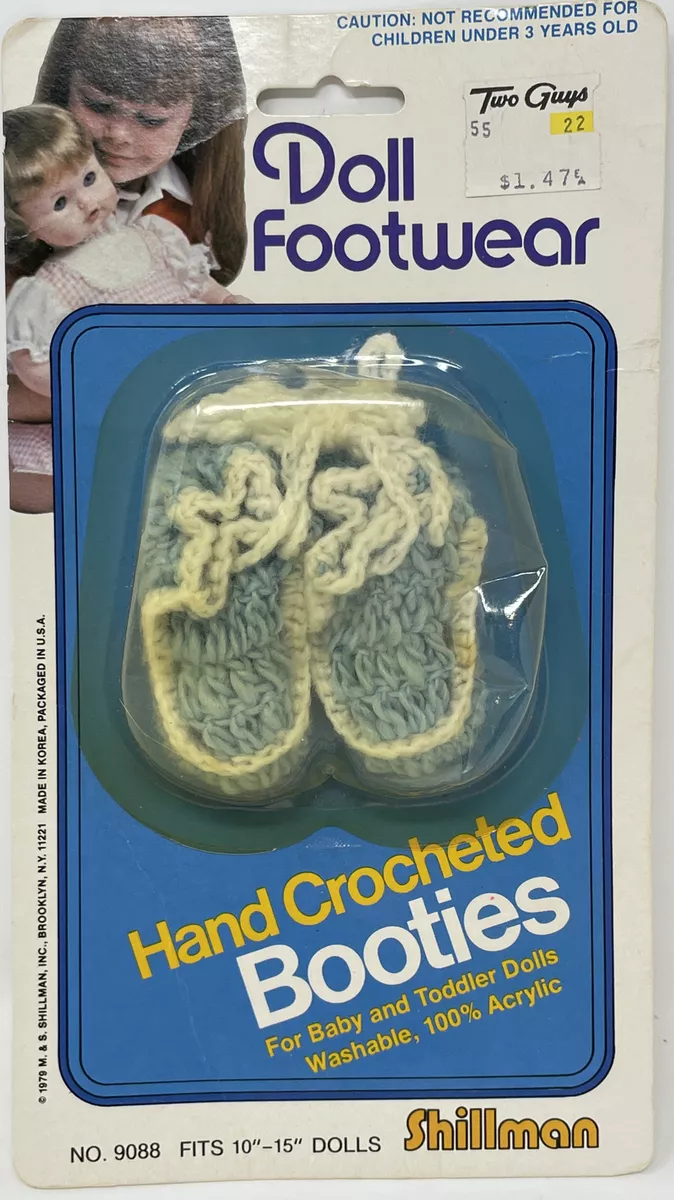 CAUTION: NOT RECOMMENDED FOR
CHILDREN UNDER 3 YEARS OLD
Two Guys
55 22
$1.47
Doll
Footwear
© 1979 M. & S. SHILLMAN, INC., BROOKLYN, N.Y. 11221 MADE IN KOREA, PACKAGED IN U.S.A.
Hand Crocheted
Booties
For Baby and Toddler Dolls
Washable, 100% Acrylic
NO. 9088 FITS 10"-15" DOLLS
Shillman